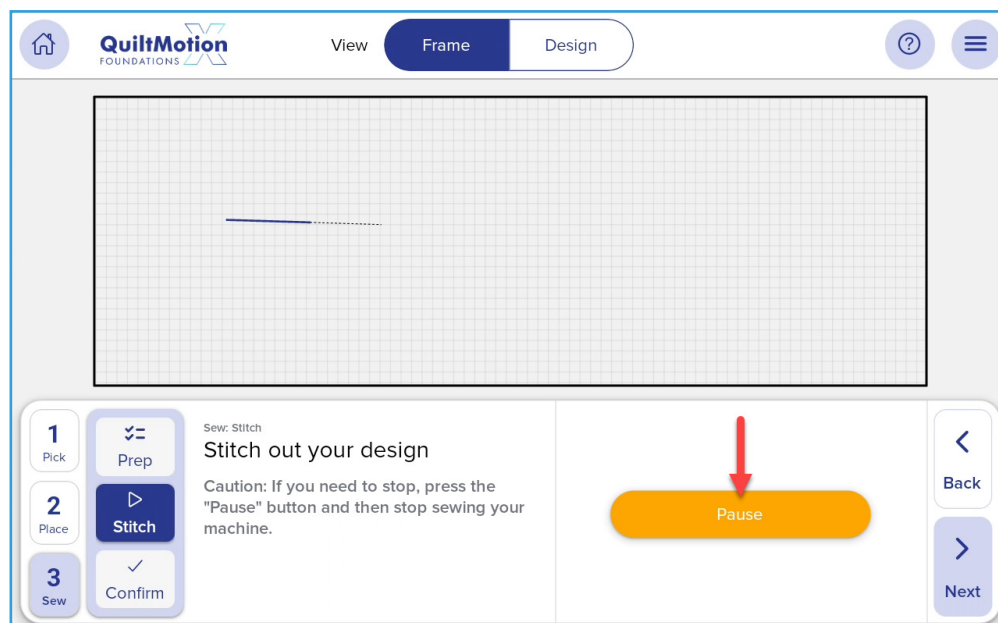 QuiltMotion
FOUNDATIONS
View
Frame
Design
?
1
Pick
2
Place
3
Sew
Prep
Stitch
Confirm
Sew: Stitch
Stitch out your design
Caution: If you need to stop, press the
"Pause" button and then stop sewing your
machine.
Pause
Back
Next